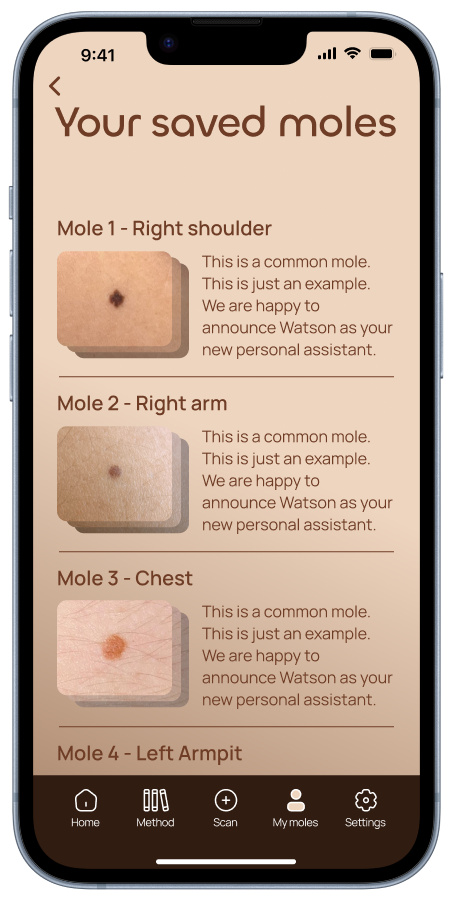 9:41
Your saved moles
Mole 1 - Right shoulder
This is a common mole.
This is just an example.
We are happy to
announce Watson as your
new personal assistant.
Mole 2 - Right arm
This is a common mole.
This is just an example.
We are happy to
announce Watson as your
new personal assistant.
Mole 3 - Chest
This is a common mole.
This is just an example.
We are happy to
announce Watson as your
new personal assistant.
Mole 4 - Left Armpit
Home Method Scan My moles Settings